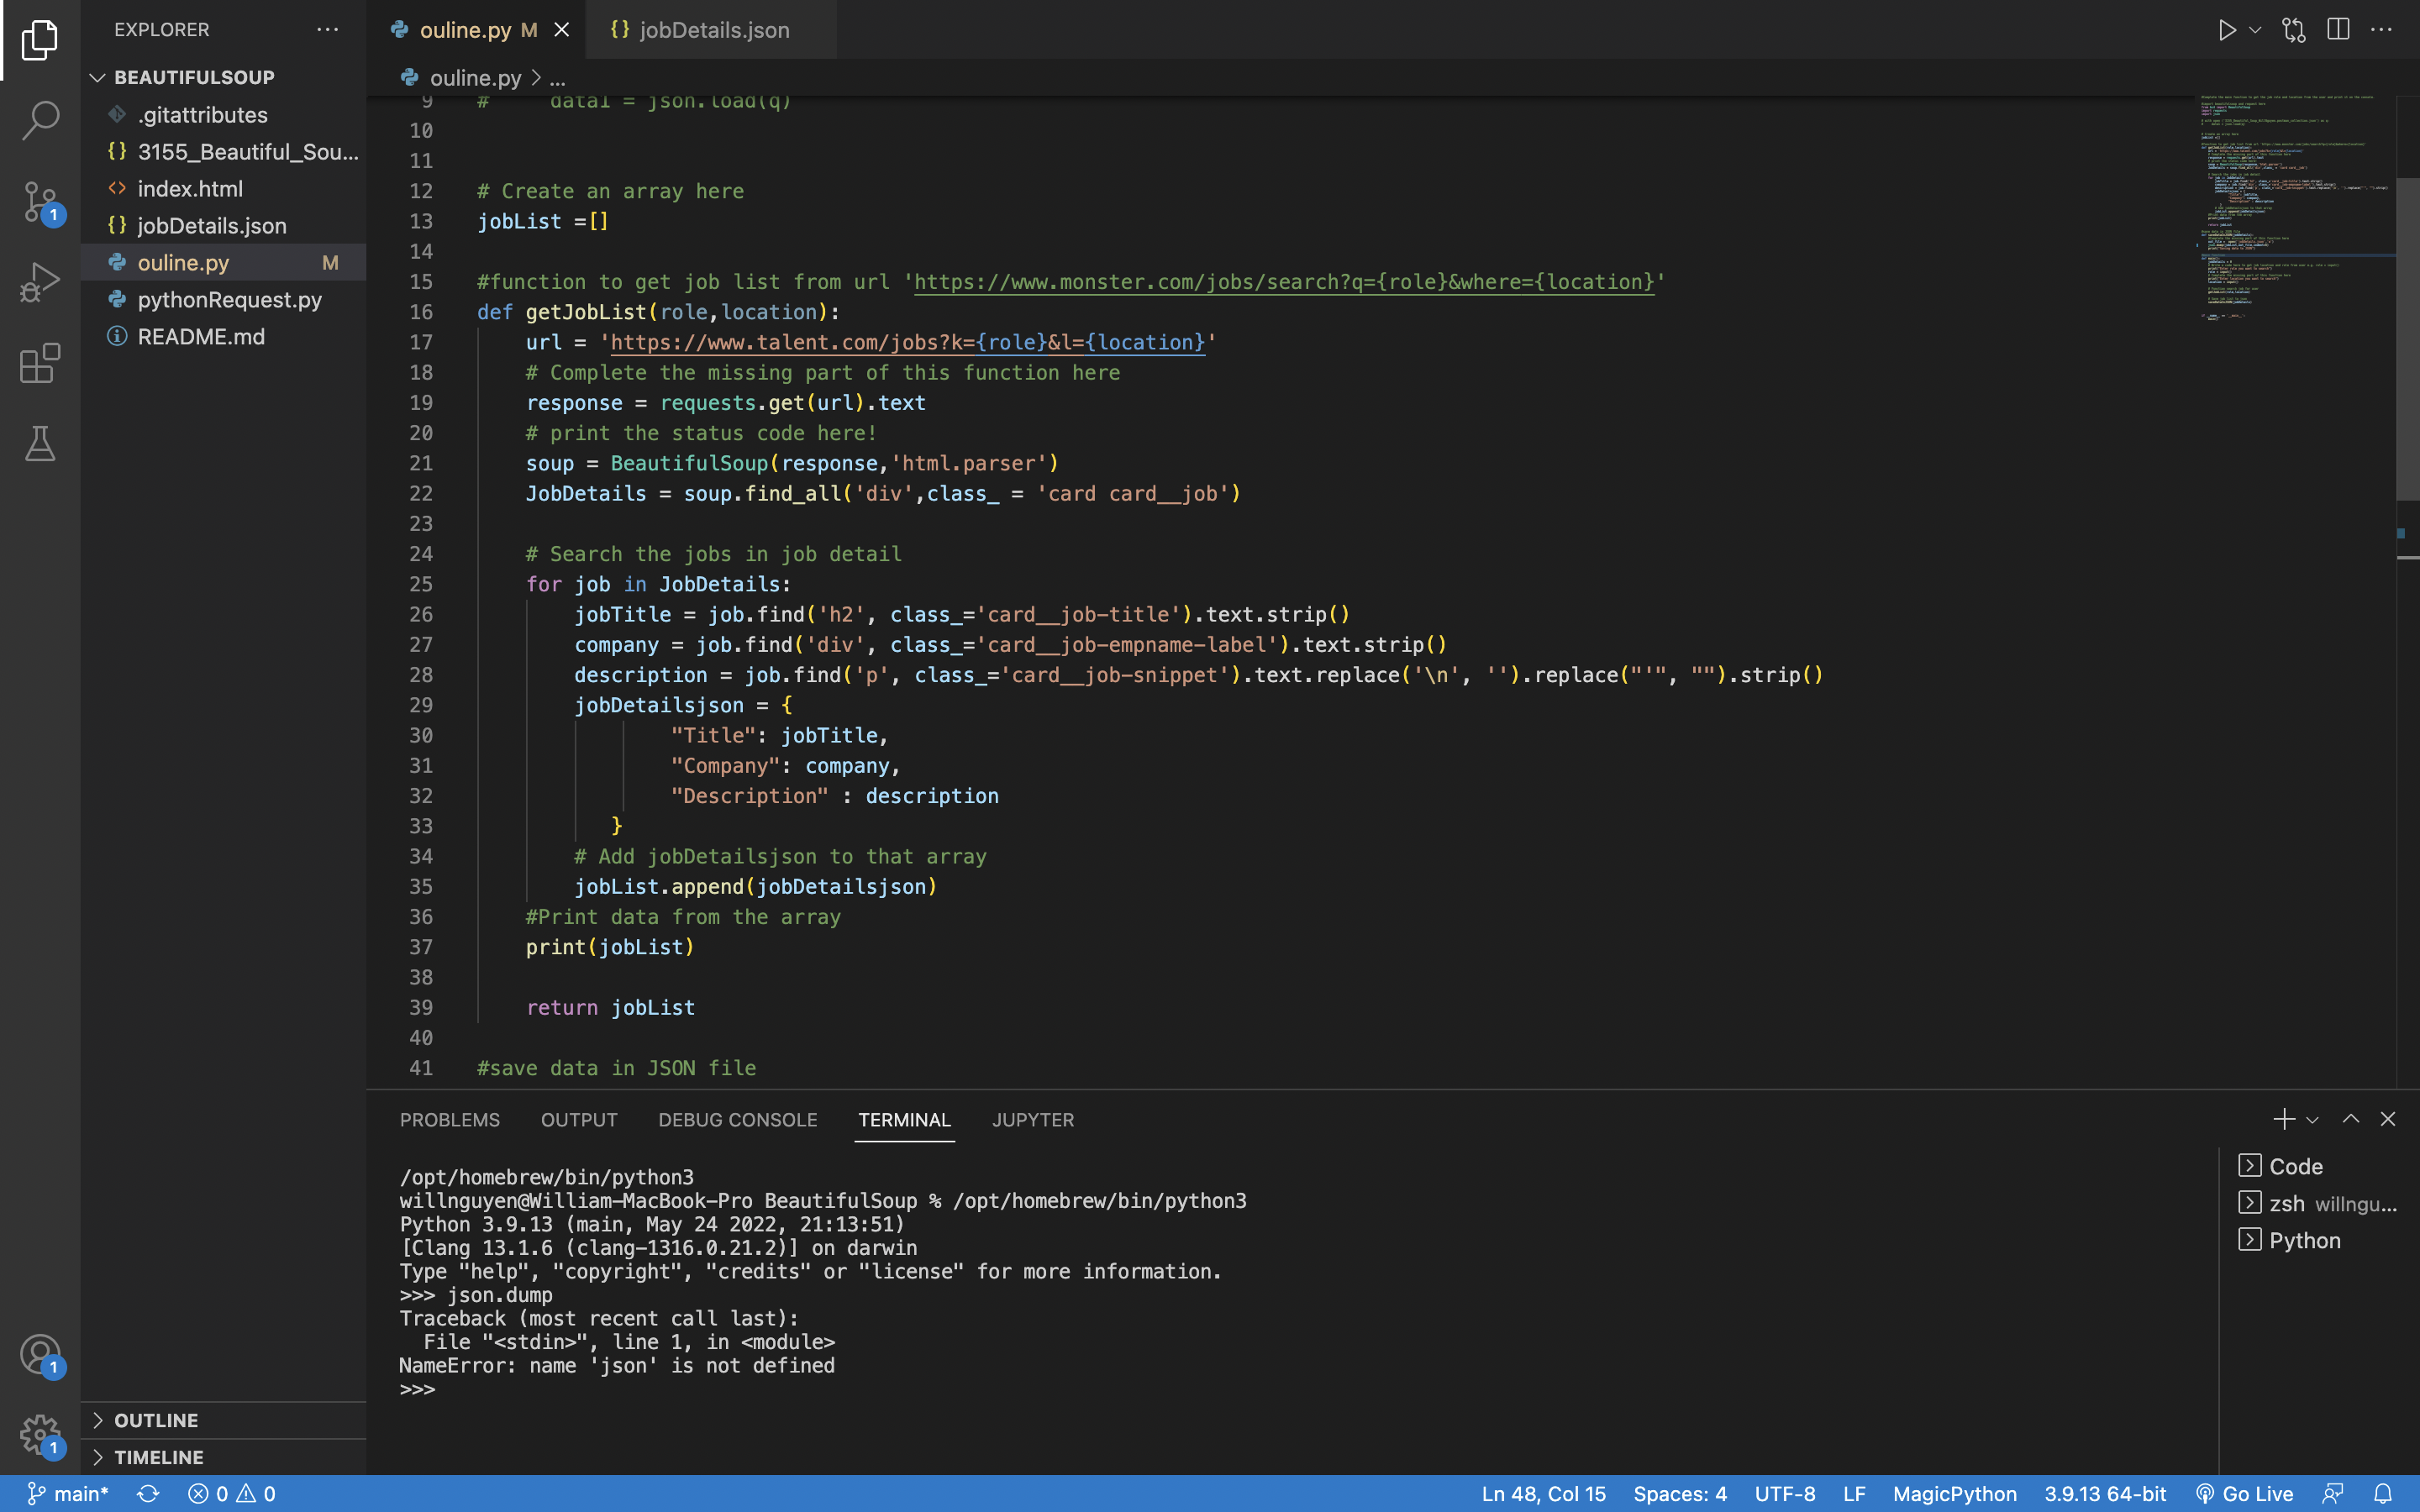 EXPLORER
BEAUTIFULSOUP
.gitattributes
3155_Beautiful_Sou...
index.html
jobDetails.json
ouline.py M
pythonRequest.py
README.md
OUTLINE
TIMELINE
1
1
1
ouline.py M
jobDetails.json
ouline.py > ...
9 #     data1 = json.load(q)
10
11
12 # Create an array here
13 jobList =[]
14
15 #function to get job list from url 'https://www.monster.com/jobs/search?q={role}&where={location}'
16 def getJobList(role,location):
17     url = 'https://www.talent.com/jobs?k={role}&l={location}'
18     # Complete the missing part of this function here
19     response = requests.get(url).text
20     # print the status code here!
21     soup = BeautifulSoup(response,'html.parser')
22     JobDetails = soup.find_all('div',class_ = 'card card__job')
23
24     # Search the jobs in job detail
25     for job in JobDetails:
26         jobTitle = job.find('h2', class_='card__job-title').text.strip()
27         company = job.find('div', class_='card__job-empname-label').text.strip()
28         description = job.find('p', class_='card__job-snippet').text.replace('\n', '').replace("'", "").strip()
29         jobDetailsjson = {
30                 "Title": jobTitle,
31                 "Company": company,
32                 "Description" : description
33            }
34         # Add jobDetailsjson to that array
35         jobList.append(jobDetailsjson)
36     #Print data from the array
37     print(jobList)
38
39     return jobList
40
41 #save data in JSON file
PROBLEMS OUTPUT DEBUG CONSOLE TERMINAL JUPYTER
/opt/homebrew/bin/python3
willnguyen@William-MacBook-Pro BeautifulSoup % /opt/homebrew/bin/python3
Python 3.9.13 (main, May 24 2022, 21:13:51)
[Clang 13.1.6 (clang-1316.0.21.2)] on darwin
Type "help", "copyright", "credits" or "license" for more information.
>>> json.dump
Traceback (most recent call last):
  File "<stdin>", line 1, in <module>
NameError: name 'json' is not defined
>>>
Code
zsh willngu...
Python
main* 0 0 Ln 48, Col 15 Spaces: 4 UTF-8 LF MagicPython 3.9.13 64-bit Go Live